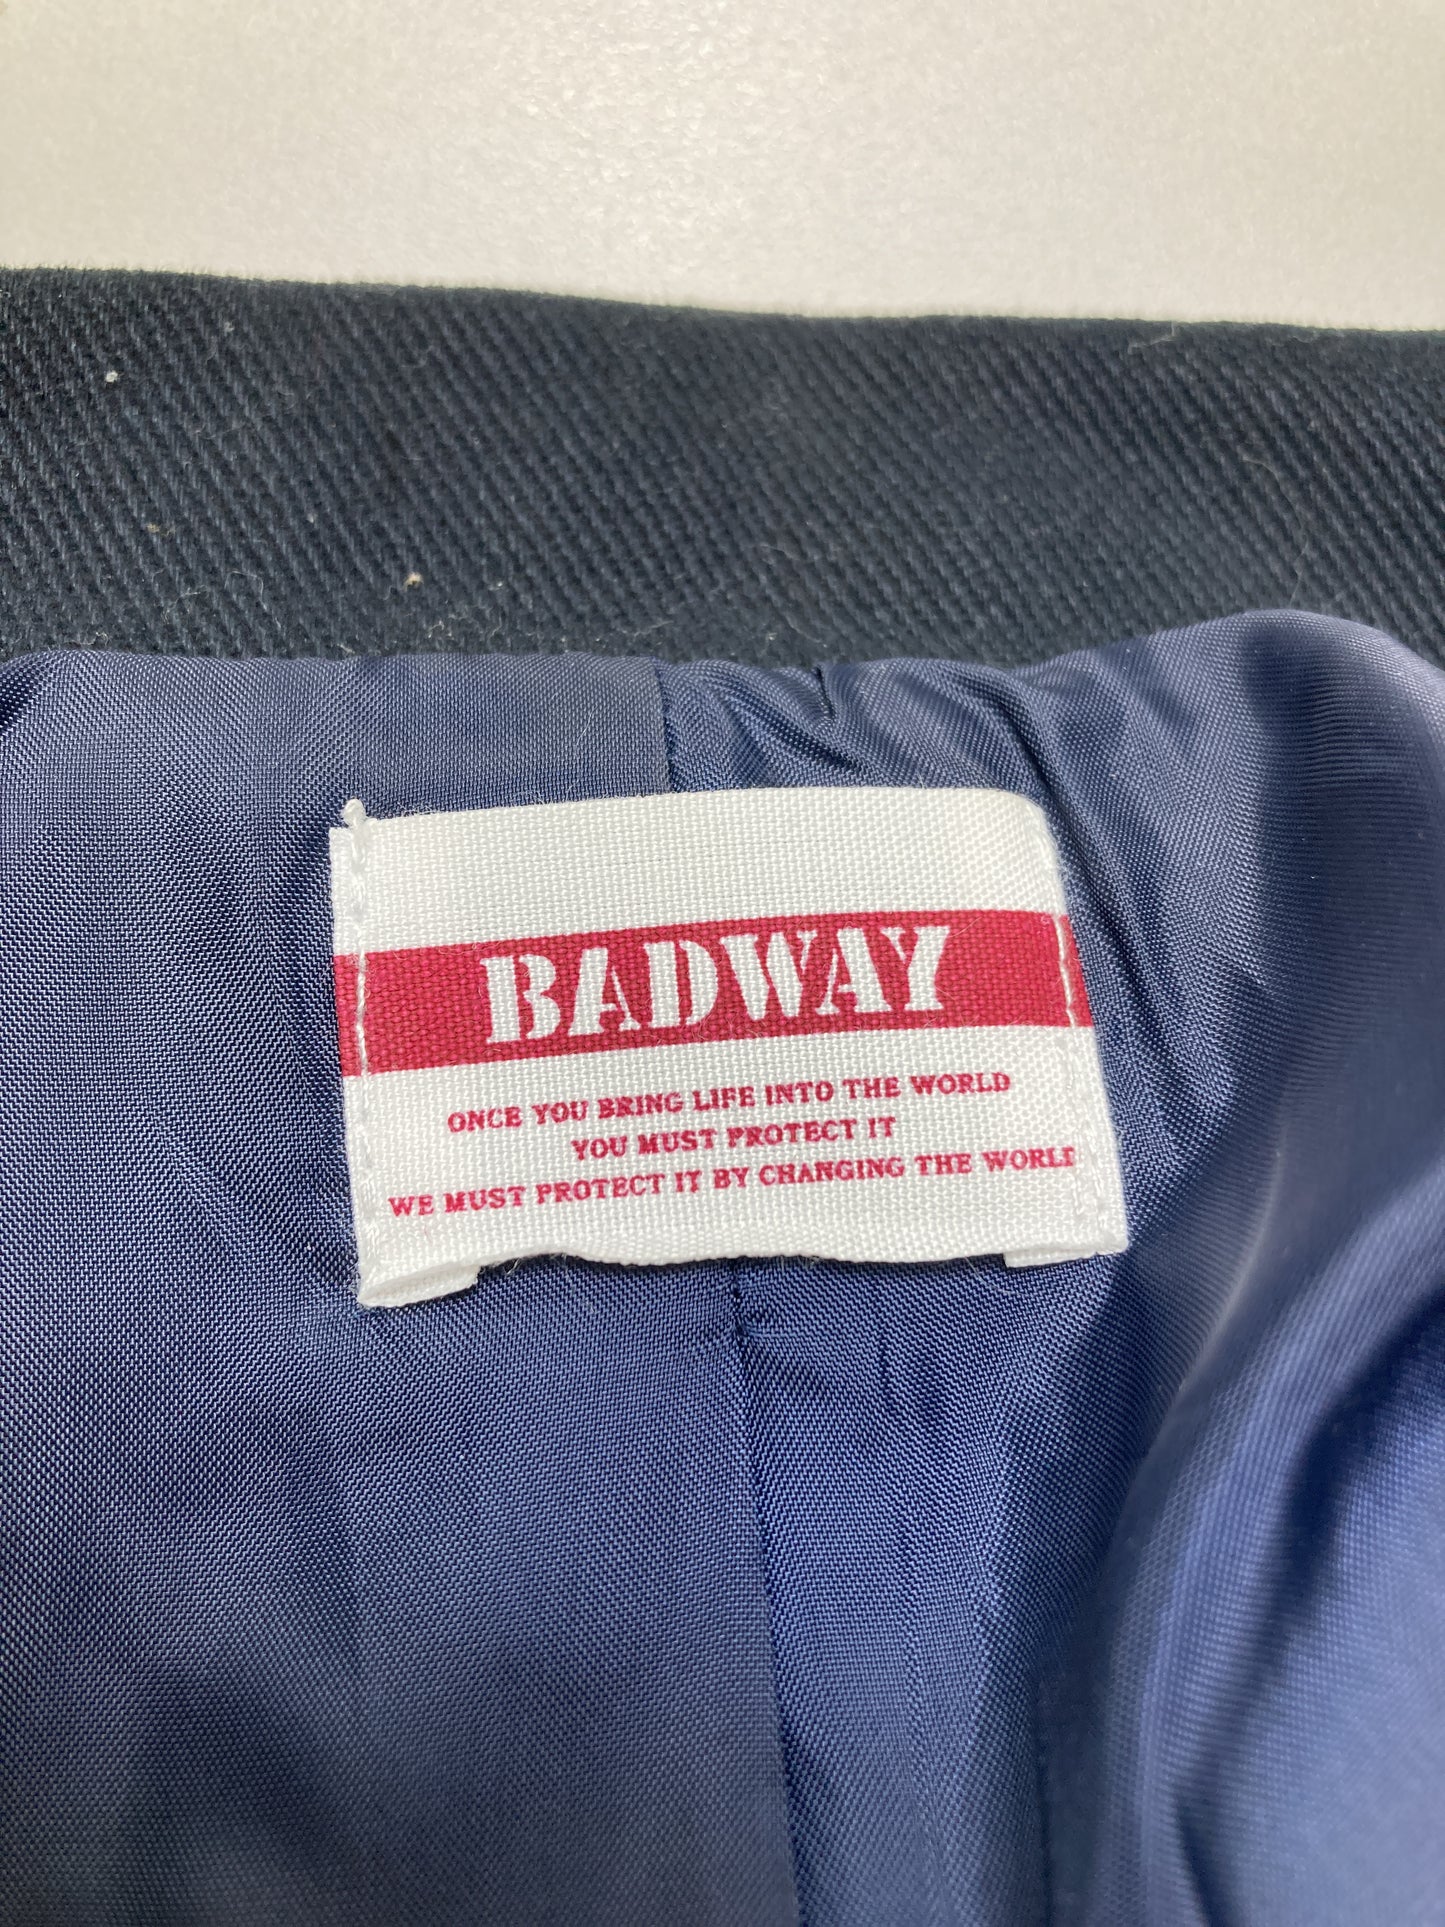 BADWAY
ONCE YOU BRING LIFE INTO THE WORLD
YOU MUST PROTECT IT
WE MUST PROTECT IT BY CHANGING THE WORLD